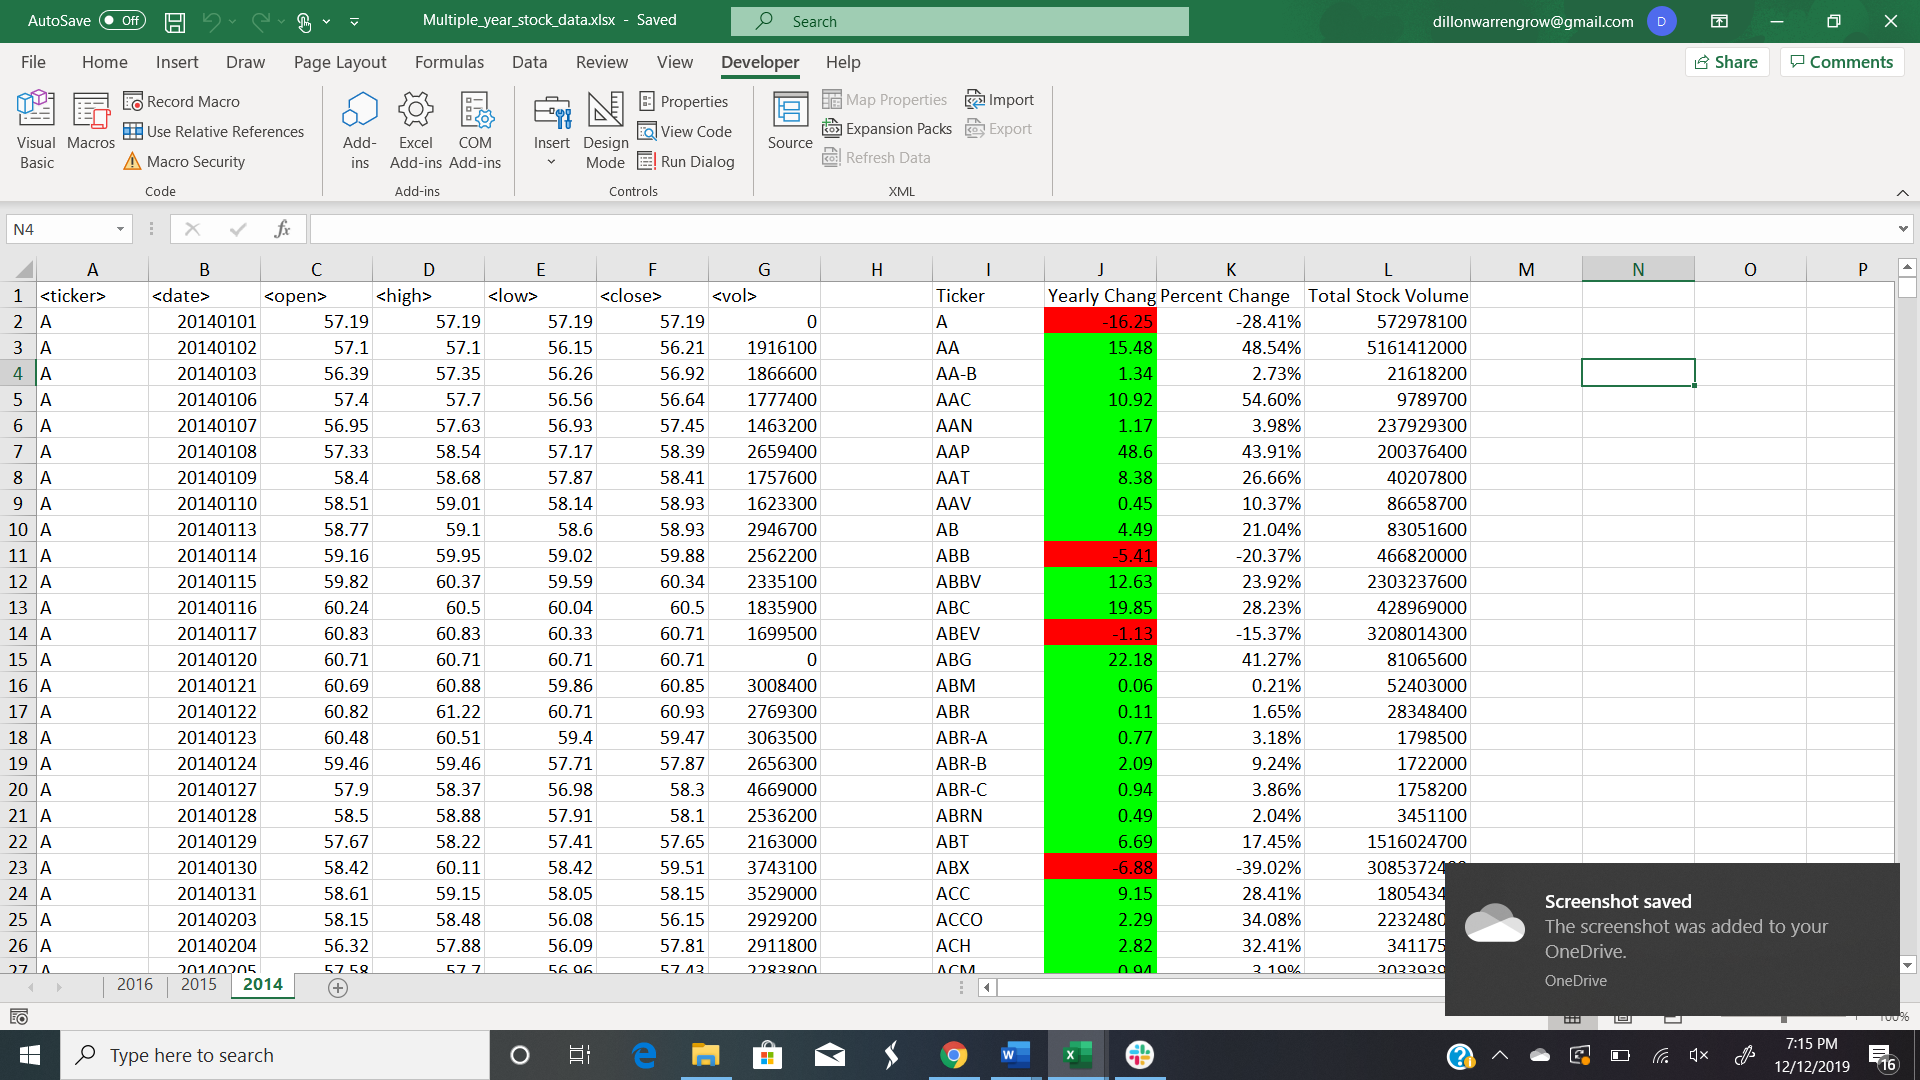 AutoSave Off Multiple_year_stock_data.xlsx - Saved Search dillonwarrengrow@gmail.com D
File Home Insert Draw Page Layout Formulas Data Review View Developer Help Share Comments
Visual Basic
Macros
Record Macro
Use Relative References
Macro Security
Code
Add-ins
Excel Add-ins
COM Add-ins
Add-ins
Insert
Design Mode
Properties
View Code
Run Dialog
Controls
Source
Map Properties
Expansion Packs
Refresh Data
Import
Export
XML
N4 fx
A B C D E F G H I J K L M N O P
1 <ticker> <date> <open> <high> <low> <close> <vol> Ticker Yearly Chang Percent Change Total Stock Volume
2 A 20140101 57.19 57.19 57.19 57.19 0 A -16.25 -28.41% 572978100
3 A 20140102 57.1 57.1 56.15 56.21 1916100 AA 15.48 48.54% 5161412000
4 A 20140103 56.39 57.35 56.26 56.92 1866600 AA-B 1.34 2.73% 21618200
5 A 20140106 57.4 57.7 56.56 56.64 1777400 AAC 10.92 54.60% 9789700
6 A 20140107 56.95 57.63 56.93 57.45 1463200 AAN 1.17 3.98% 237929300
7 A 20140108 57.33 58.54 57.17 58.39 2659400 AAP 48.6 43.91% 200376400
8 A 20140109 58.4 58.68 57.87 58.41 1757600 AAT 8.38 26.66% 40207800
9 A 20140110 58.51 59.01 58.14 58.93 1623300 AAV 0.45 10.37% 86658700
10 A 20140113 58.77 59.1 58.6 58.93 2946700 AB 4.49 21.04% 83051600
11 A 20140114 59.16 59.95 59.02 59.88 2562200 ABB -5.41 -20.37% 466820000
12 A 20140115 59.82 60.37 59.59 60.34 2335100 ABBV 12.63 23.92% 2303237600
13 A 20140116 60.24 60.5 60.04 60.5 1835900 ABC 19.85 28.23% 428969000
14 A 20140117 60.83 60.83 60.33 60.71 1699500 ABEV -1.13 -15.37% 3208014300
15 A 20140120 60.71 60.71 60.71 60.71 0 ABG 22.18 41.27% 81065600
16 A 20140121 60.69 60.88 59.86 60.85 3008400 ABM 0.06 0.21% 52403000
17 A 20140122 60.82 61.22 60.71 60.93 2769300 ABR 0.11 1.65% 28348400
18 A 20140123 60.48 60.51 59.4 59.47 3063500 ABR-A 0.77 3.18% 1798500
19 A 20140124 59.46 59.46 57.71 57.87 2656300 ABR-B 2.09 9.24% 1722000
20 A 20140127 57.9 58.37 56.98 58.3 4669000 ABR-C 0.94 3.86% 1758200
21 A 20140128 58.5 58.88 57.91 58.1 2536200 ABRN 0.49 2.04% 3451100
22 A 20140129 57.67 58.22 57.41 57.65 2163000 ABT 6.69 17.45% 1516024700
23 A 20140130 58.42 60.11 58.42 59.51 3743100 ABX -6.88 -39.02%
24 A 20140131 58.61 59.15 58.05 58.15 3529000 ACC 9.15 28.41% 1805434
25 A 20140203 58.15 58.48 56.08 56.15 2929200 ACCO 2.29 34.08% 2232480
26 A 20140204 56.32 57.88 56.09 57.81 2911800 ACH 2.82 32.41% 341175
27 A 20140205 57.58 57.7 56.96 57.43 2283800 ACM 0.94 3.19%
Screenshot saved
The screenshot was added to your
OneDrive.
OneDrive
2016 2015 2014
100%
Type here to search
7:15 PM
12/12/2019
16